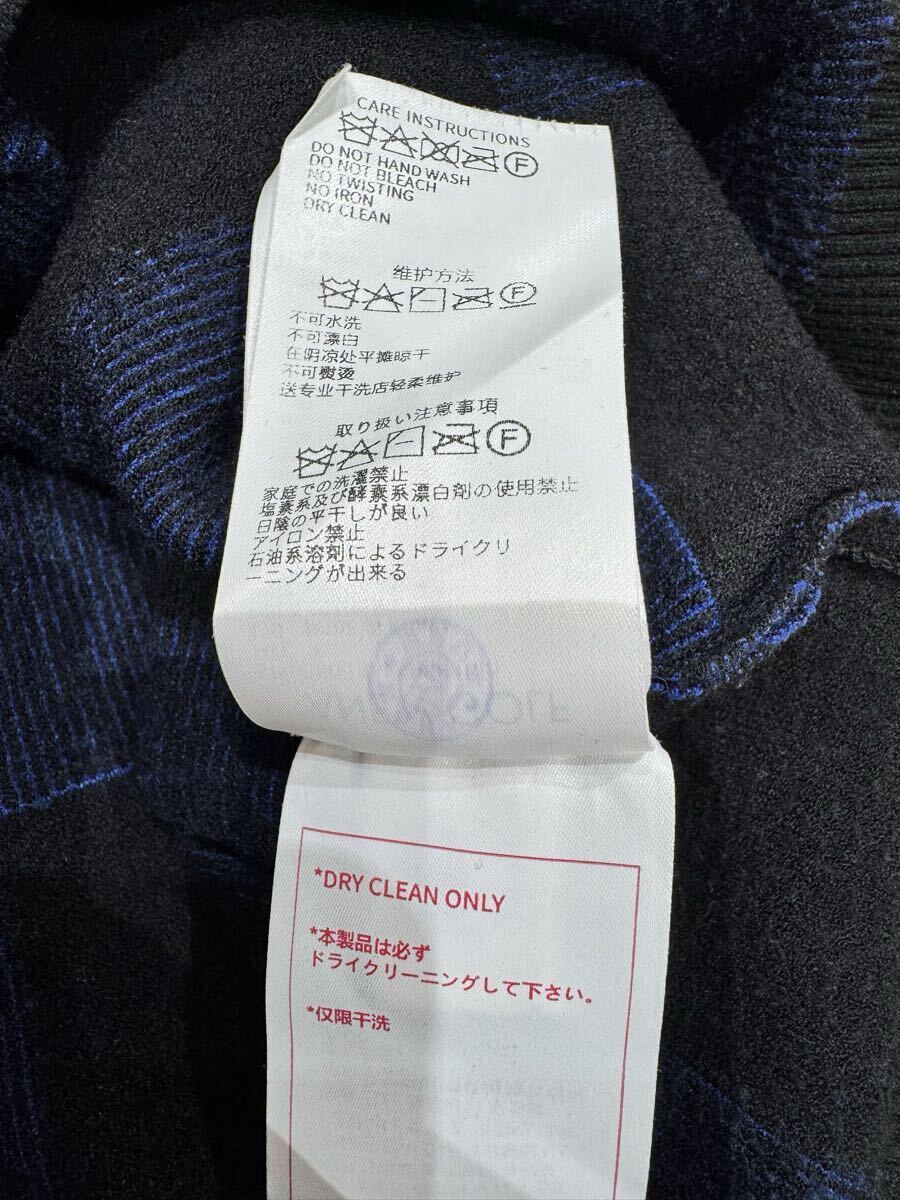 CARE INSTRUCTIONS
F
DO NOT HAND WASH
DO NOT BLEACH
NO TWISTING
NO IRON
DRY CLEAN
维护方法
F
不可水洗
不可漂白
在阴凉处平摊晾干
不可熨烫
送专业干洗店轻柔维护
取り扱い注意事項
F
家庭での洗濯禁止
塩素系及び酵素系漂白剤の使用禁止
日陰の平干しが良い
アイロン禁止
石油系溶剤によるドライクリ
ーニングが出来る
*DRY CLEAN ONLY
*本製品は必ず
ドライクリーニングして下さい。
*仅限干洗